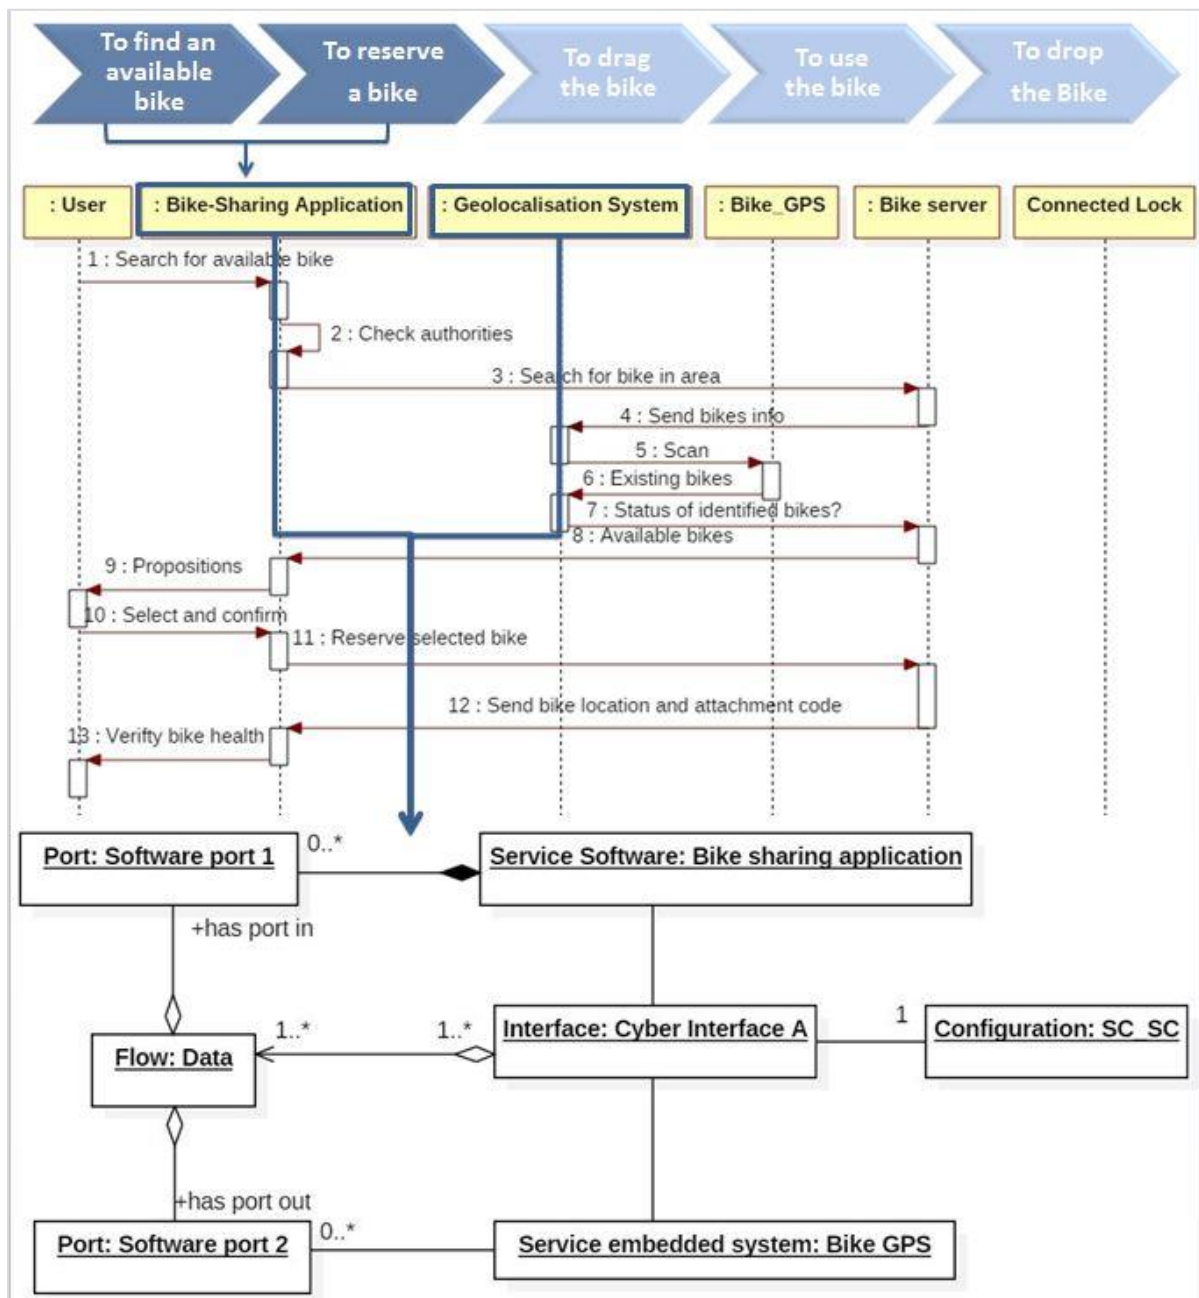 To find an
available
bike
To reserve
a bike
To drag
the bike
To use
the bike
To drop
the Bike
: User
: Bike-Sharing Application
: Geolocalisation System
: Bike_GPS
: Bike server
Connected Lock
1 : Search for available bike
2 : Check authorities
3 : Search for bike in area
4 : Send bikes info
5 : Scan
6 : Existing bikes
7 : Status of identified bikes?
8 : Available bikes
9 : Propositions
10 : Select and confirm
11 : Reserve selected bike
12 : Send bike location and attachment code
13 : Verifty bike health
Port: Software port 1
0..*
Service Software: Bike sharing application
+has port in
Flow: Data
1..*
1..*
Interface: Cyber Interface A
1
Configuration: SC_SC
+has port out
Port: Software port 2
0..*
Service embedded system: Bike GPS